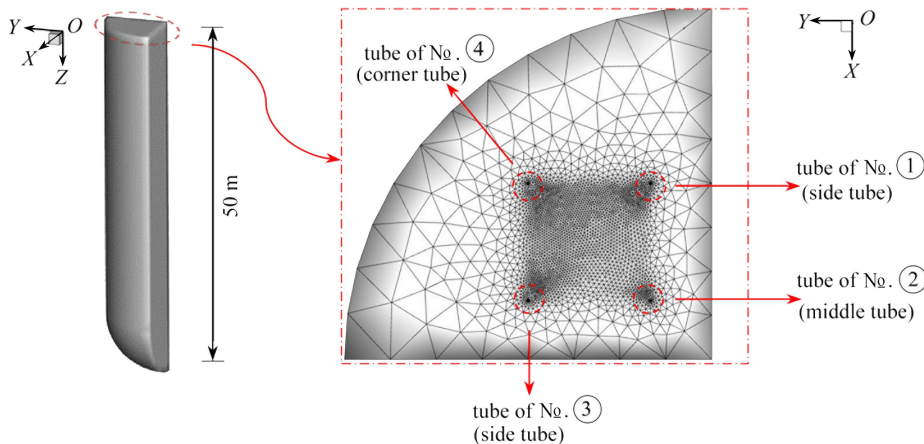 Y
O
X
Z
50 m
tube of №. ④
(corner tube)
Y
O
X
tube of №. ①
(side tube)
tube of №. ②
(middle tube)
tube of №. ③
(side tube)